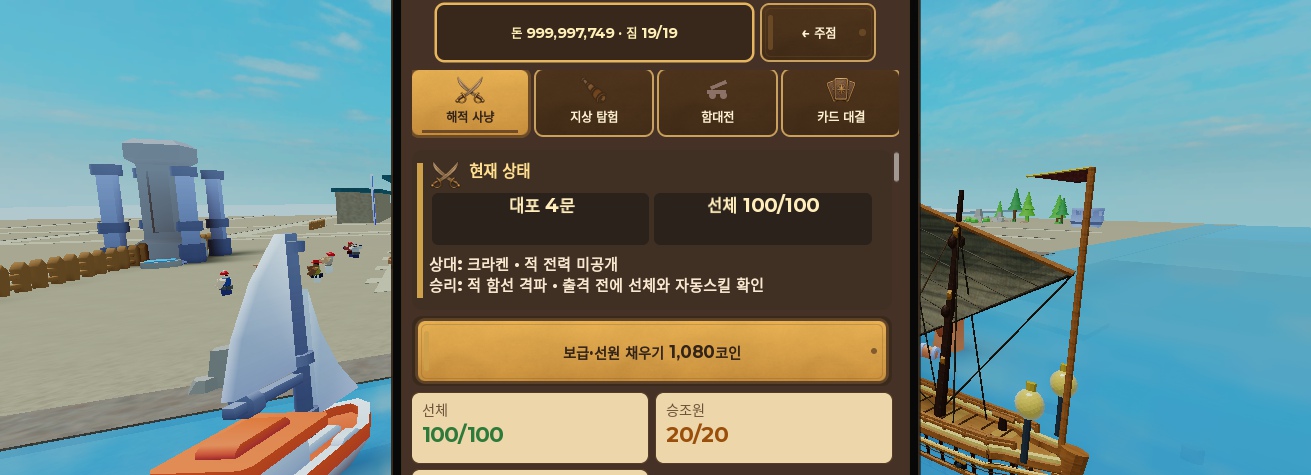 돈 999,997,749 · 짐 19/19
← 주점
해적 사냥
지상 탐험
함대전
카드 대결
현재 상태
대포 4문
선체 100/100
상대: 크라켄 • 적 전력 미공개
승리: 적 함선 격파 • 출격 전에 선체와 자동스킬 확인
보급·선원 채우기 1,080코인
선체
100/100
승조원
20/20